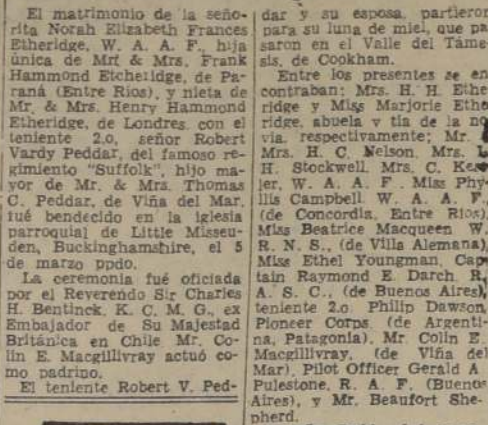 El matrimonio de la seño-
rita Norah Elizabeth Frances
Etheridge, W. A. A. F., hija
única de Mrt & Mrs. Frank
Hammond Etcheridge, de Pa-
raná (Entre Rios), y nieta de
Mr. & Mrs. Henry Hammond
Etheridge, de Londres. con el
teniente 2.o, señor Robert
Vardy Peddar, del famoso re-
gimiento "Suffolk", hijo ma-
yor de Mr. & Mrs. Thomas
C. Peddar, de Viña del Mar,
fué bendecido en la iglesia
parroquial de Little Misseu-
den, Buckinghamshire, el 5
de marzo ppdo.
La ceremonia fué oficiada
por el Reverendo Sir Charles
H. Bentinck, K. C. M. G., ex
Embajador de Su Majestad
Británica en Chile Mr. Co-
lin E. Macgillivray actuó co-
mo padrino.
El teniente Robert V. Ped-
dar y su esposa, partieron
para su luna de miel, que pa
saron en el Valle del Táme-
sis, de Cookham.
Entre los presentes se en
contraban: Mrs. H. H. Ethe
ridge y Miss Marjorie Ethe
ridge, abuela y tia de la no
via, respectivamente; Mr.
Mrs. H. C. Nelson, Mrs.
H. Stockwell, Mrs. C.
ler, W. A. A. F. Miss Phy-
llis Campbell, W. A. A. F.,
(de Concordia, Entre Rios),
Miss Beatrice Macqueen W.
R. N. S., (de Villa Alemana),
Miss Ethel Youngman, Cap
tain Raymond E. Darch, R.
A. S. C., (de Buenos Aires),
teniente 2.o Philip Dawson,
Pioneer Corps, (de Argenti-
na, Patagonia), Mr. Colin E.
Macgillivray, (de Viña del
Mar), Pilot Officer Gerald A
Pulestone, R. A. F. (Buenos
Aires), y Mr. Beaufort She-
pherd.